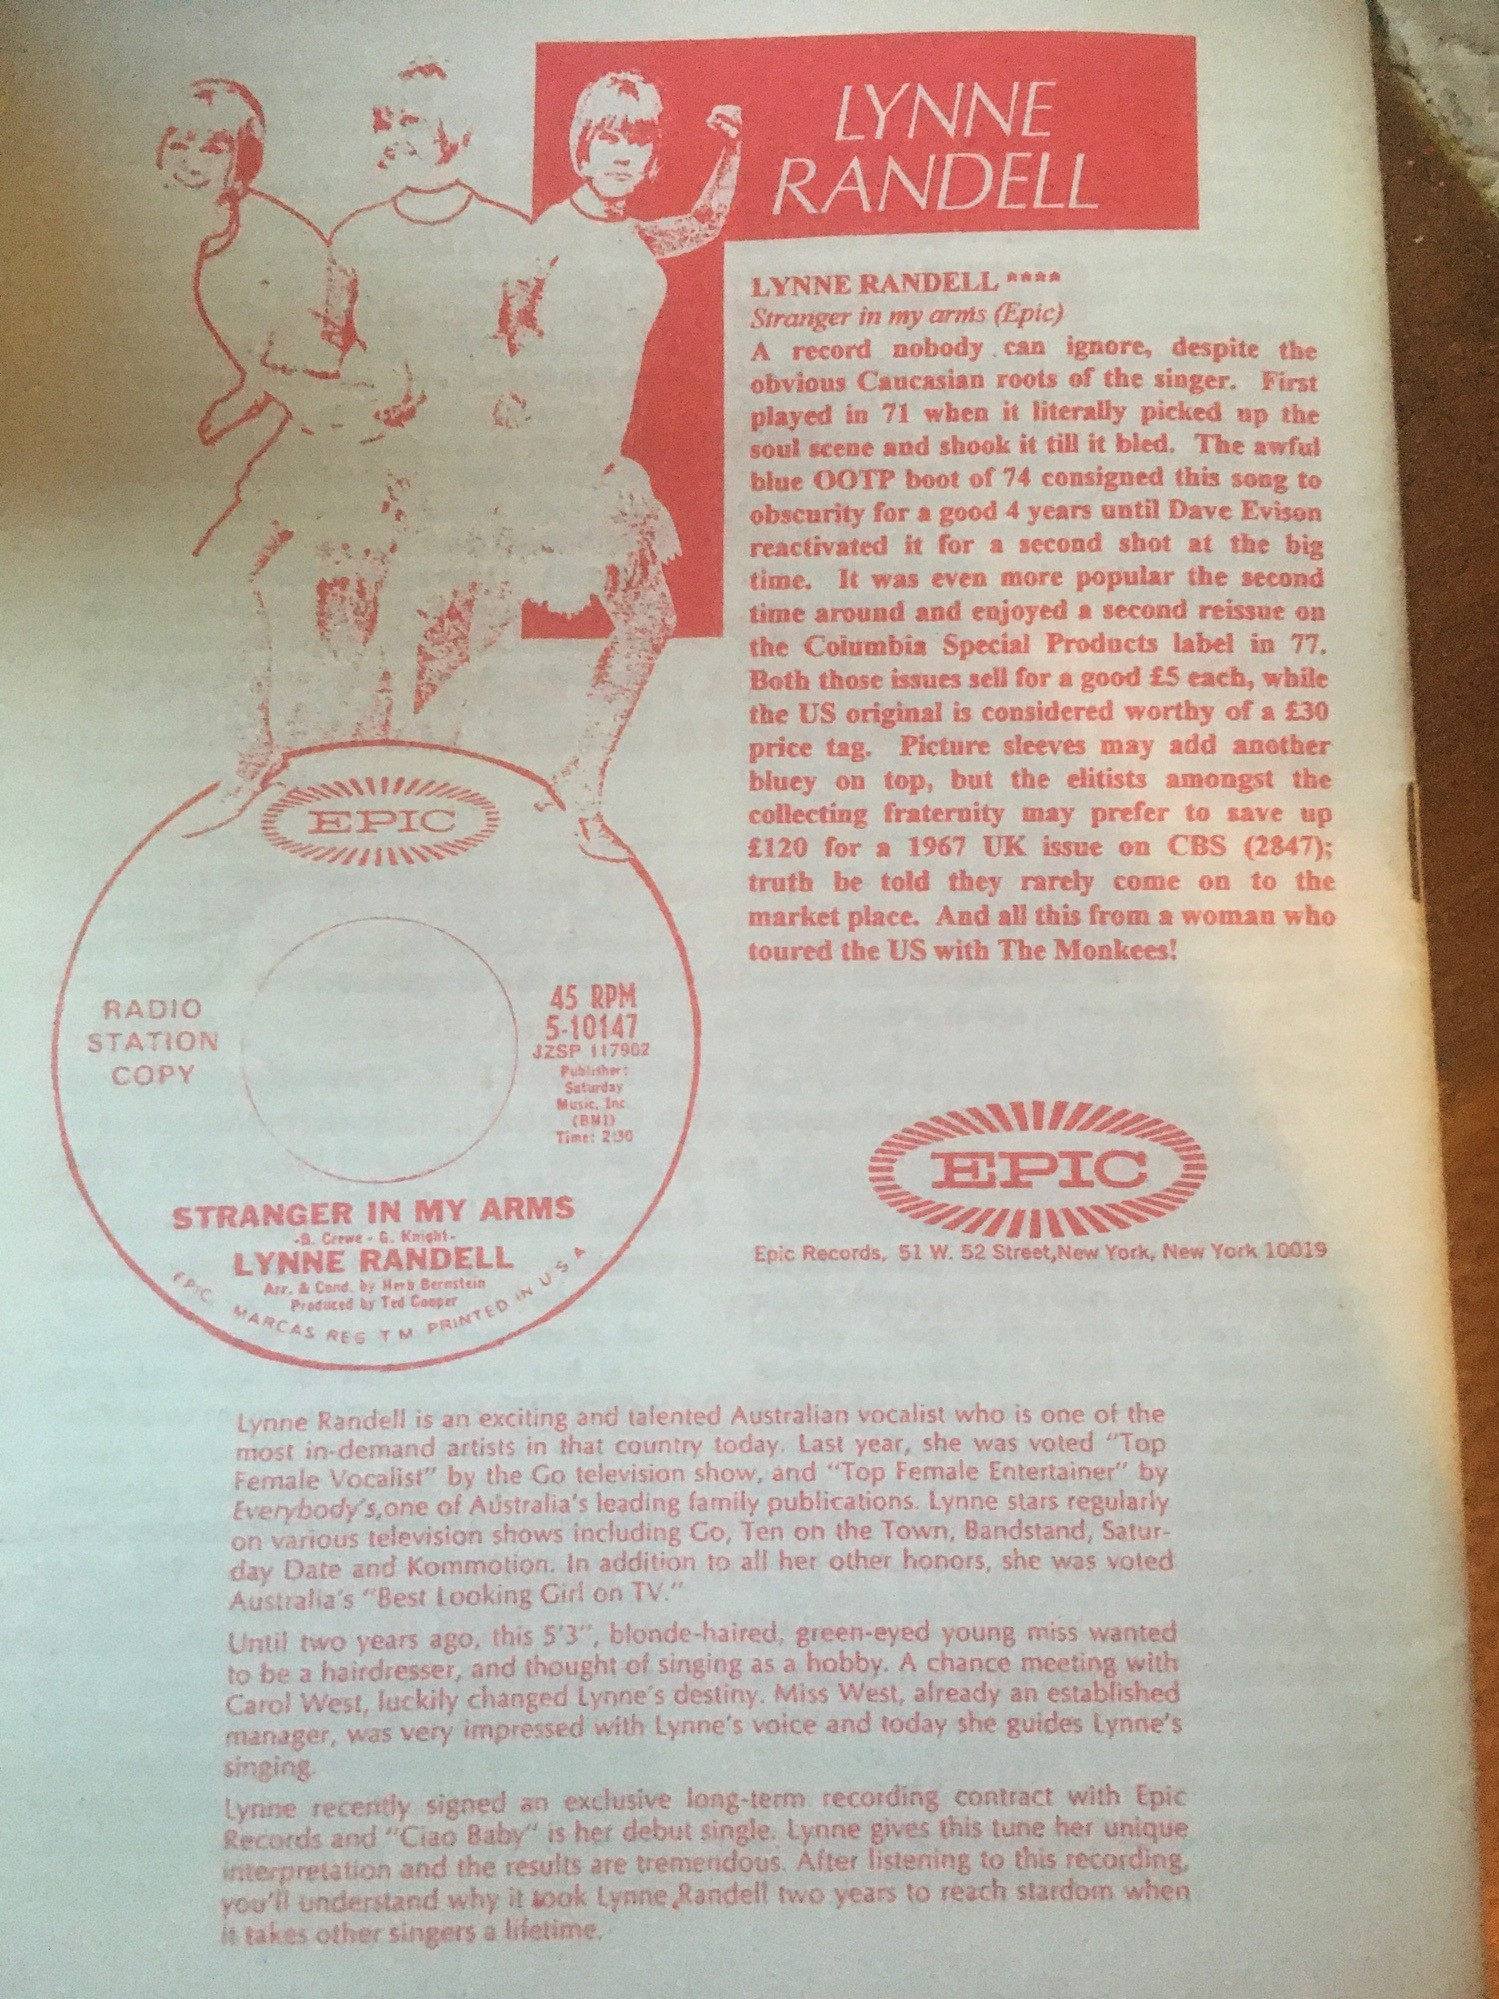 LYNNE
RANDELL
LYNNE RANDELL ****
Stranger in my arms (Epic)
A record nobody can ignore, despite the
obvious Caucasian roots of the singer. First
played in 71 when it literally picked up the
soul scene and shook it till it bled. The awful
blue OOTP boot of 74 consigned this song to
obscurity for a good 4 years until Dave Evison
reactivated it for a second shot at the big
time. It was even more popular the second
time around and enjoyed a second reissue on
the Columbia Special Products label in 77.
Both those issues sell for a good £5 each, while
the US original is considered worthy of a £30
price tag. Picture sleeves may add another
bluey on top, but the elitists amongst the
collecting fraternity may prefer to save up
£120 for a 1967 UK issue on CBS (2847);
truth be told they rarely come on to the
market place. And all this from a woman who
toured the US with The Monkees!
EPIC
RADIO
STATION
COPY
45 RPM
5-10147
JZSP 117902
Publisher:
Saturday
Music, Inc.
(BMI)
Time: 2:30
STRANGER IN MY ARMS
-B. Crewe - G. Knight-
LYNNE RANDELL
Arr. & Cond. by Herb Bernstein
Produced by Ted Cooper
EPIC. MARCAS REG TM PRINTED IN U S A
EPIC
Epic Records, 51 W. 52 Street,New York, New York 10019
Lynne Randell is an exciting and talented Australian vocalist who is one of the
most in-demand artists in that country today. Last year, she was voted "Top
Female Vocalist" by the Go television show, and "Top Female Entertainer" by
Everybody's,one of Australia's leading family publications. Lynne stars regularly
on various television shows including Go, Ten on the Town, Bandstand, Satur-
day Date and Kommotion. In addition to all her other honors, she was voted
Australia's "Best Looking Girl on TV."
Until two years ago, this 5'3", blonde-haired, green-eyed young miss wanted
to be a hairdresser, and thought of singing as a hobby. A chance meeting with
Carol West, luckily changed Lynne's destiny. Miss West, already an established
manager, was very impressed with Lynne's voice and today she guides Lynne's
singing.
Lynne recently signed an exclusive long-term recording contract with Epic
Records and "Ciao Baby" is her debut single. Lynne gives this tune her unique
interpretation and the results are tremendous. After listening to this recording,
you'll understand why it took Lynne Randell two years to reach stardom when
it takes other singers a lifetime.